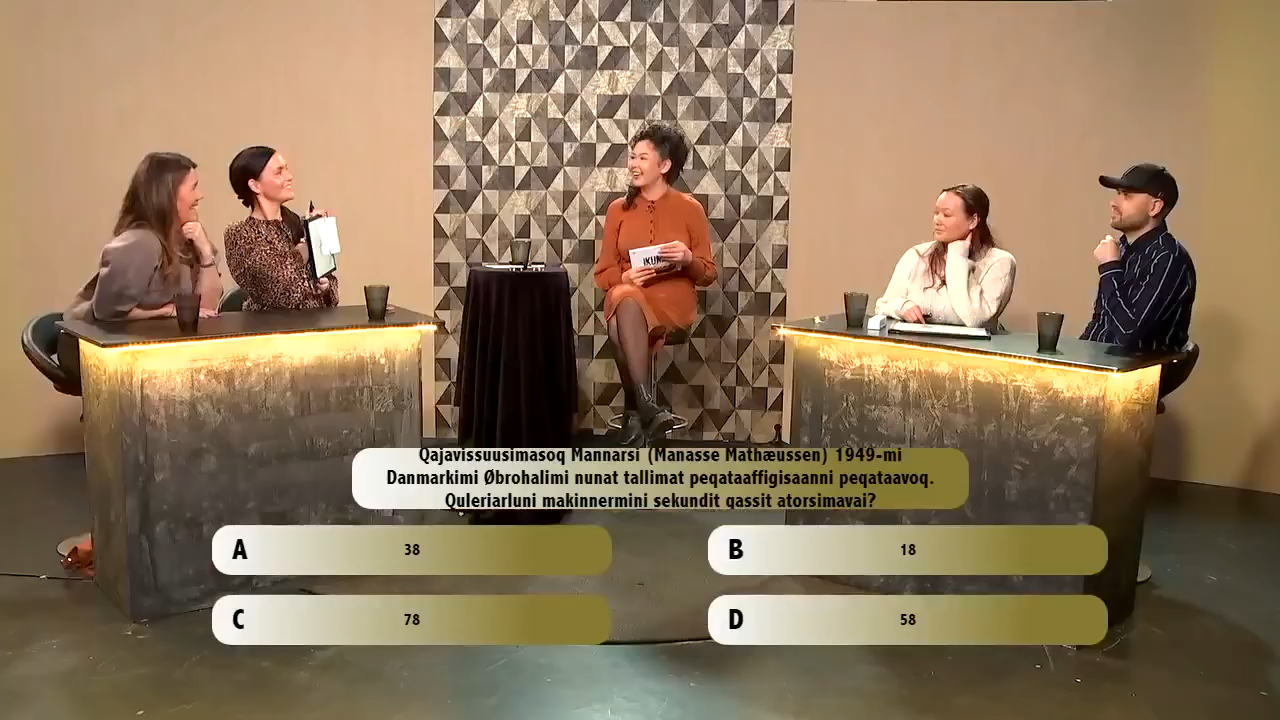 IKU
Qajavissuusimasoq Mannarsi (Manasse Mathæussen) 1949-mi
Danmarkimi Øbrohalimi nunat tallimat peqataaffigisaanni peqataavoq.
Quleriarluni makinnermini sekundit qassit atorsimavai?
A 38
B 18
C 78
D 58